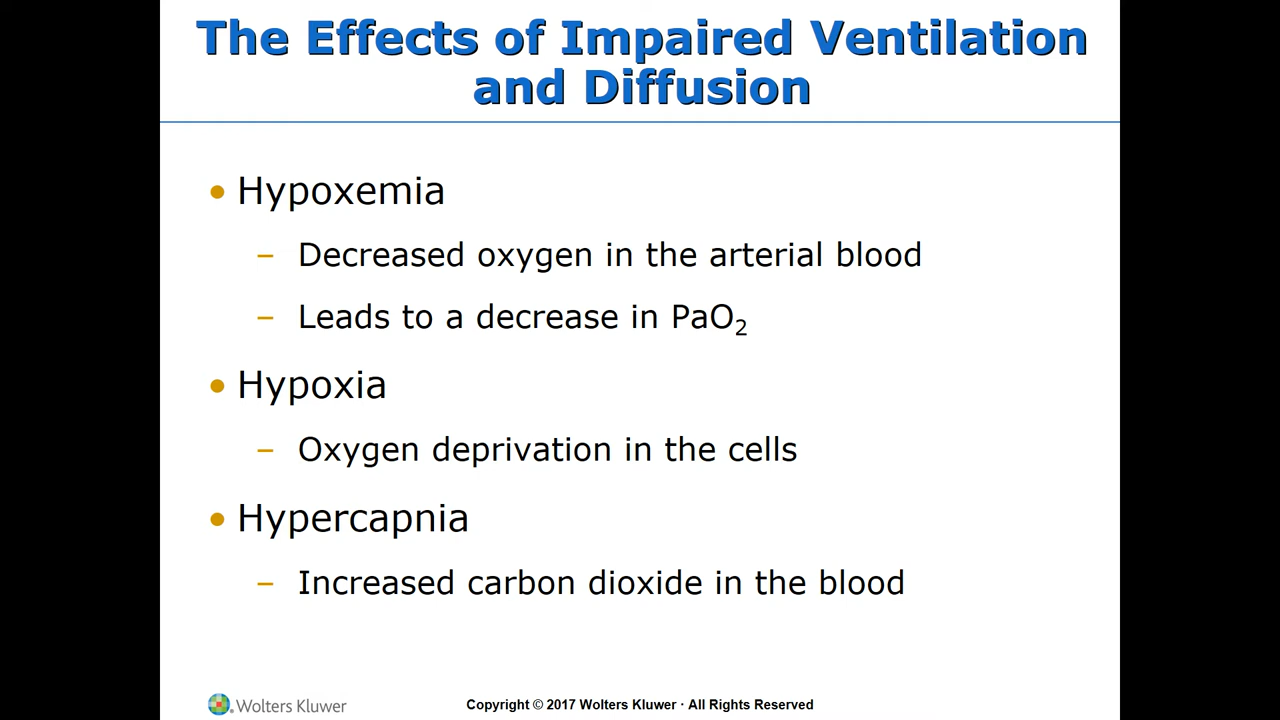 The Effects of Impaired Ventilation
and Diffusion
• Hypoxemia
– Decreased oxygen in the arterial blood
– Leads to a decrease in PaO₂
• Hypoxia
– Oxygen deprivation in the cells
• Hypercapnia
– Increased carbon dioxide in the blood
Wolters Kluwer
Copyright © 2017 Wolters Kluwer · All Rights Reserved